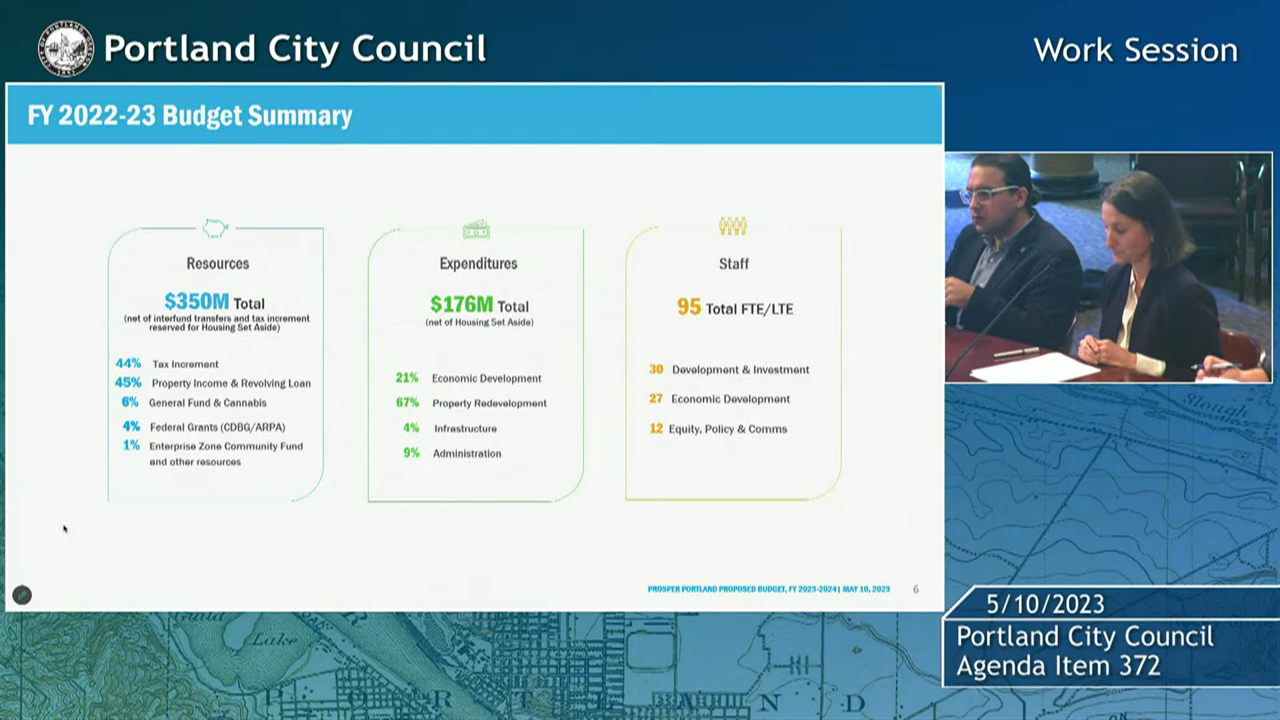 Portland City Council
Work Session
FY 2022-23 Budget Summary
Resources
$350M Total
(net of interfund transfers and tax increment
reserved for Housing Set Aside)
44% Tax Increment
45% Property Income & Revolving Loan
6% General Fund & Cannabis
4% Federal Grants (CDBG/ARPA)
1% Enterprise Zone Community Fund
and other resources
Expenditures
$176M Total
(net of Housing Set Aside)
21% Economic Development
67% Property Redevelopment
4% Infrastructure
9% Administration
Staff
95 Total FTE/LTE
30 Development & Investment
27 Economic Development
12 Equity, Policy & Comms
PROSPER PORTLAND PROPOSED BUDGET, FY 2023-2024 | MAY 10, 2023 6
5/10/2023
Portland City Council
Agenda Item 372
Slough
Guild
Lake
P O R T L A N D